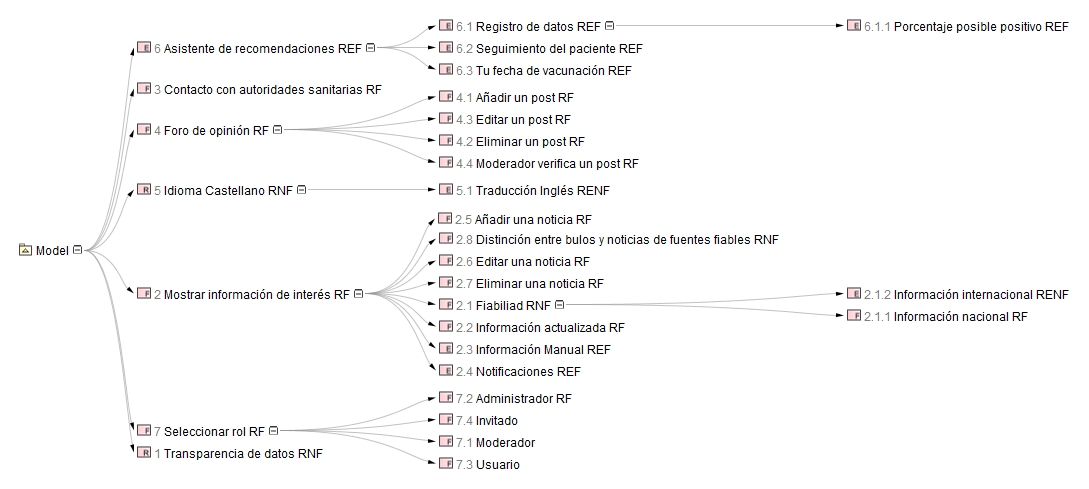 Model
6 Asistente de recomendaciones REF
6.1 Registro de datos REF
6.1.1 Porcentaje posible positivo REF
6.2 Seguimiento del paciente REF
6.3 Tu fecha de vacunación REF
3 Contacto con autoridades sanitarias RF
4 Foro de opinión RF
4.1 Añadir un post RF
4.3 Editar un post RF
4.2 Eliminar un post RF
4.4 Moderador verifica un post RF
5 Idioma Castellano RNF
5.1 Traducción Inglés RENF
2 Mostrar información de interés RF
2.5 Añadir una noticia RF
2.8 Distinción entre bulos y noticias de fuentes fiables RNF
2.6 Editar una noticia RF
2.7 Eliminar una noticia RF
2.1 Fiabiliad RNF
2.1.2 Información internacional RENF
2.1.1 Información nacional RF
2.2 Información actualizada RF
2.3 Información Manual REF
2.4 Notificaciones REF
7 Seleccionar rol RF
7.2 Administrador RF
7.4 Invitado
7.1 Moderador
7.3 Usuario
1 Transparencia de datos RNF